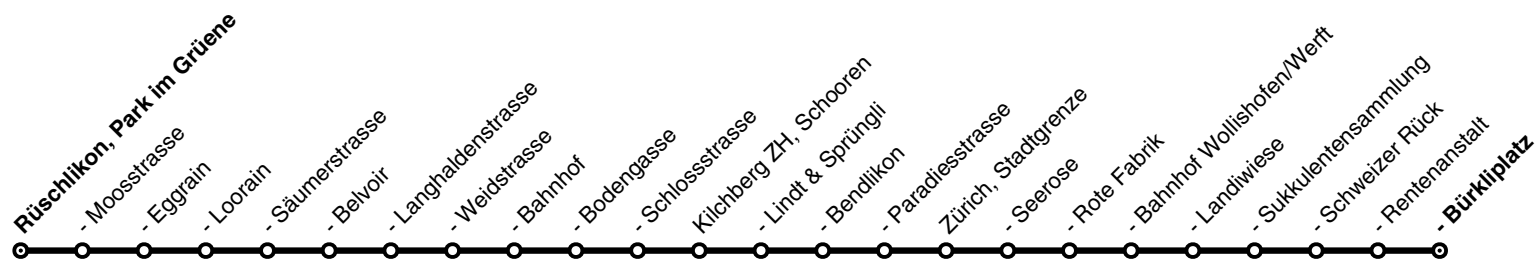 Rüschlikon, Park im Grüene
- Moosstrasse
- Eggrain
- Loorain
- Säumerstrasse
- Belvoir
- Langhaldenstrasse
- Weidstrasse
- Bahnhof
- Bodengasse
- Schlossstrasse
Kilchberg ZH, Schooren
- Lindt & Sprüngli
- Bendlikon
- Paradiesstrasse
Zürich, Stadtgrenze
- Seerose
- Rote Fabrik
- Bahnhof Wollishofen/Werft
- Landiwiese
- Sukkulentensammlung
- Schweizer Rück
- Rentenanstalt
- Bürkliplatz